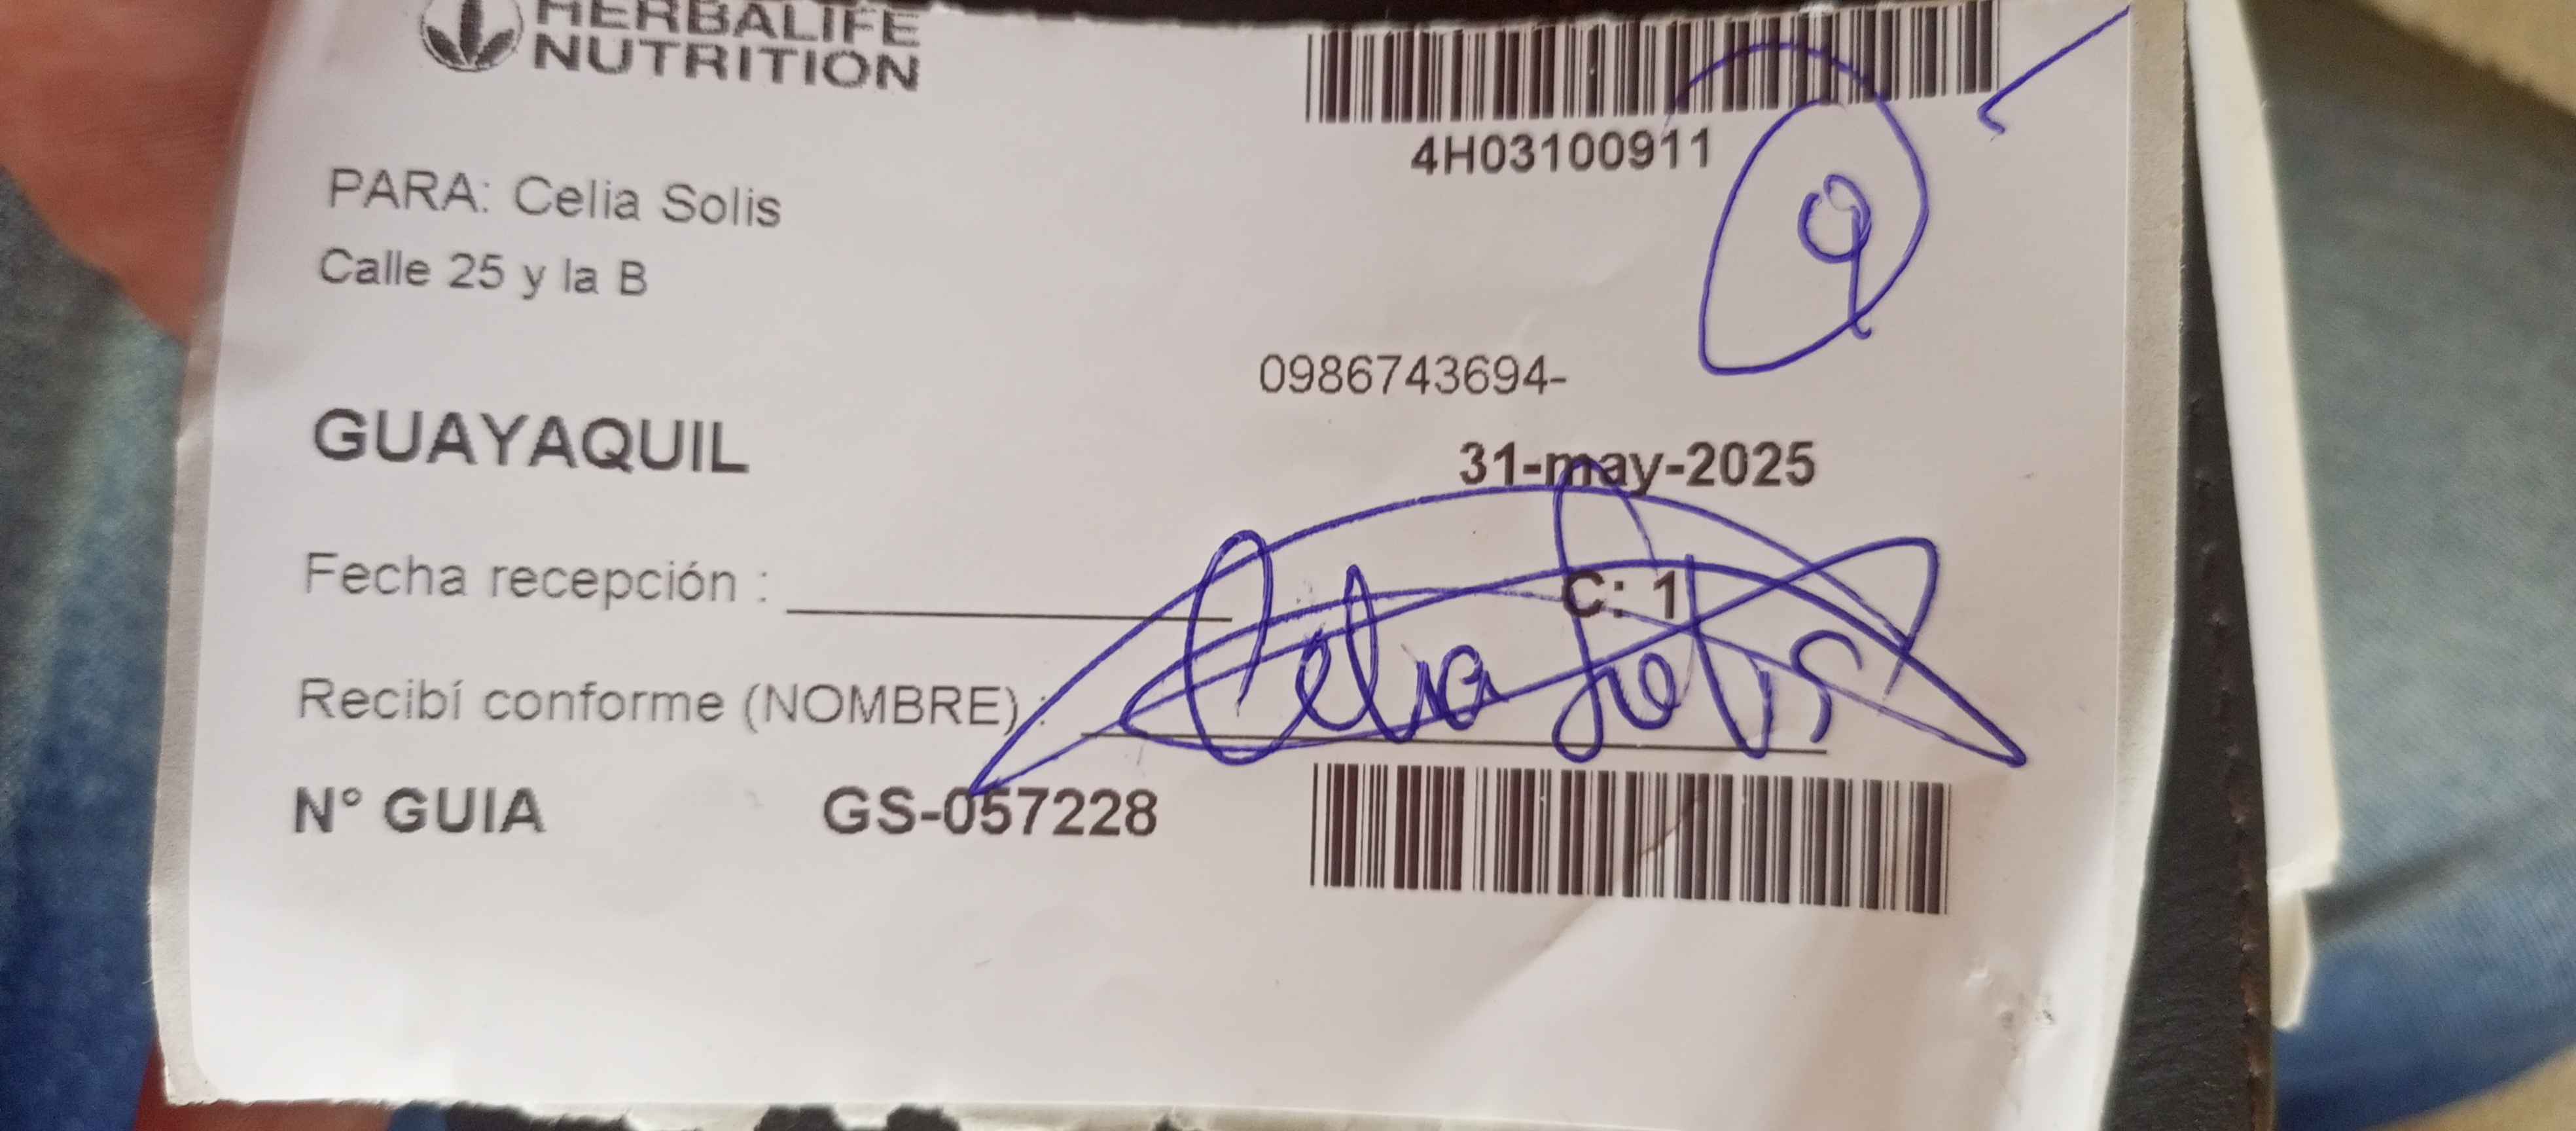 HERBALIFE
NUTRITION
4H03100911
PARA: Celia Solis
9
Calle 25 y la B
0986743694-
GUAYAQUIL
31-may-2025
Fecha recepción :
C: 1
Recibí conforme (NOMBRE) : Celia Solis
N° GUIA GS-057228